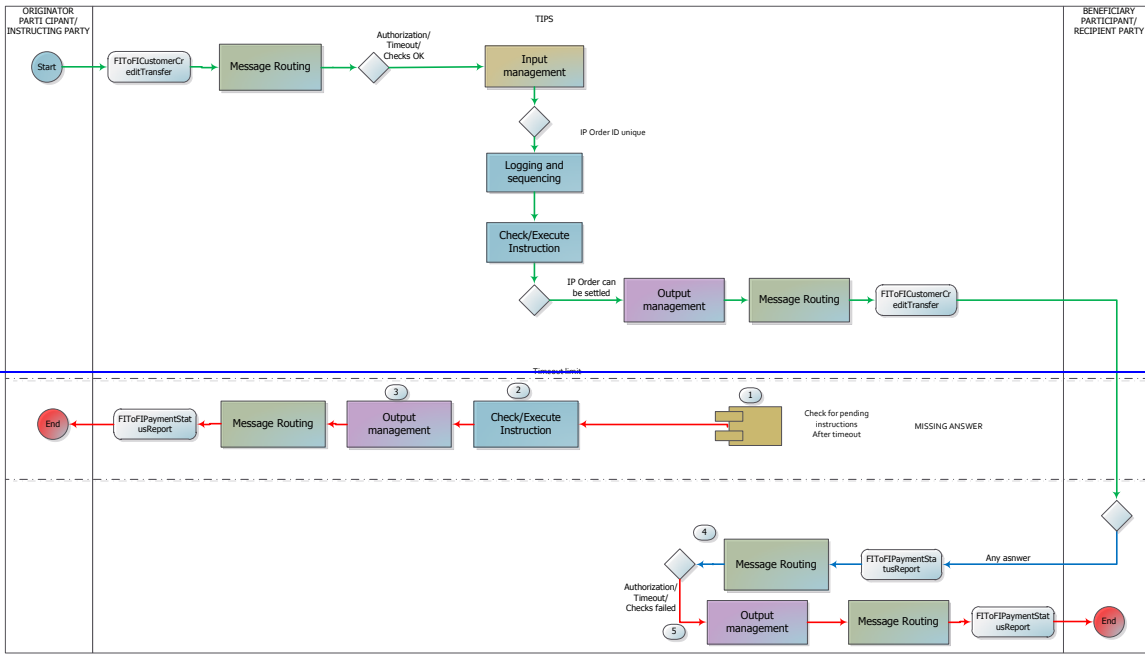 ORIGINATOR
PARTI CIPANT/
INSTRUCTING PARTY
TIPS
BENEFICIARY
PARTICIPANT/
RECIPIENT PARTY
Start
FIToFICustomerCr
editTransfer
Message Routing
Authorization/
Timeout/
Checks OK
Input
management
IP Order ID unique
Logging and
sequencing
Check/Execute
Instruction
IP Order can
be settled
Output
management
Message Routing
FIToFICustomerCr
editTransfer
Timeout limit
End
FIToFIPaymentStat
usReport
Message Routing
3
Output
management
2
Check/Execute
Instruction
1
Check for pending
instructions
After timeout
MISSING ANSWER
4
Message Routing
FIToFIPaymentSta
tusReport
Any asnwer
Authorization/
Timeout/
Checks failed
5
Output
management
Message Routing
FIToFIPaymentStat
usReport
End